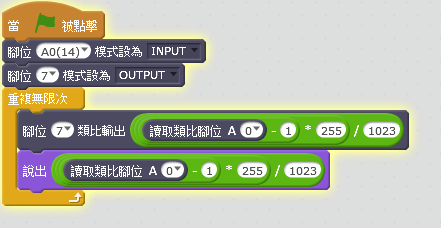 當 被點擊
腳位 A0(14) 模式設為 INPUT
腳位 7 模式設為 OUTPUT
重複無限次
腳位 7 類比輸出 讀取類比腳位 A 0 - 1 * 255 / 1023
說出 讀取類比腳位 A 0 - 1 * 255 / 1023